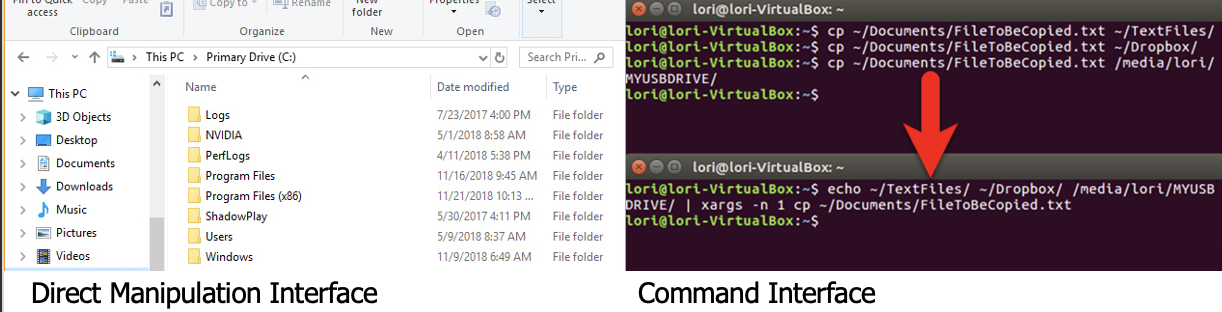 Pin to Quick access
Copy
Paste
Clipboard
Copy to
Rename
Organize
New folder
New
Properties
Open
Select
This PC > Primary Drive (C:)
Search Pri...
This PC
3D Objects
Desktop
Documents
Downloads
Music
Pictures
Videos
Name Date modified Type
Logs 7/23/2017 4:00 PM File folder
NVIDIA 5/1/2018 8:58 AM File folder
PerfLogs 4/11/2018 5:38 PM File folder
Program Files 11/16/2018 9:45 AM File folder
Program Files (x86) 11/21/2018 10:13 ... File folder
ShadowPlay 5/30/2017 4:11 PM File folder
Users 5/9/2018 8:37 AM File folder
Windows 11/9/2018 6:49 AM File folder
Direct Manipulation Interface
lori@lori-VirtualBox: ~
lori@lori-VirtualBox:~$ cp ~/Documents/FileToBeCopied.txt ~/TextFiles/
lori@lori-VirtualBox:~$ cp ~/Documents/FileToBeCopied.txt ~/Dropbox/
lori@lori-VirtualBox:~$ cp ~/Documents/FileToBeCopied.txt /media/lori/
MYUSBDRIVE/
lori@lori-VirtualBox:~$
lori@lori-VirtualBox: ~
lori@lori-VirtualBox:~$ echo ~/TextFiles/ ~/Dropbox/ /media/lori/MYUSB
DRIVE/ | xargs -n 1 cp ~/Documents/FileToBeCopied.txt
lori@lori-VirtualBox:~$
Command Interface